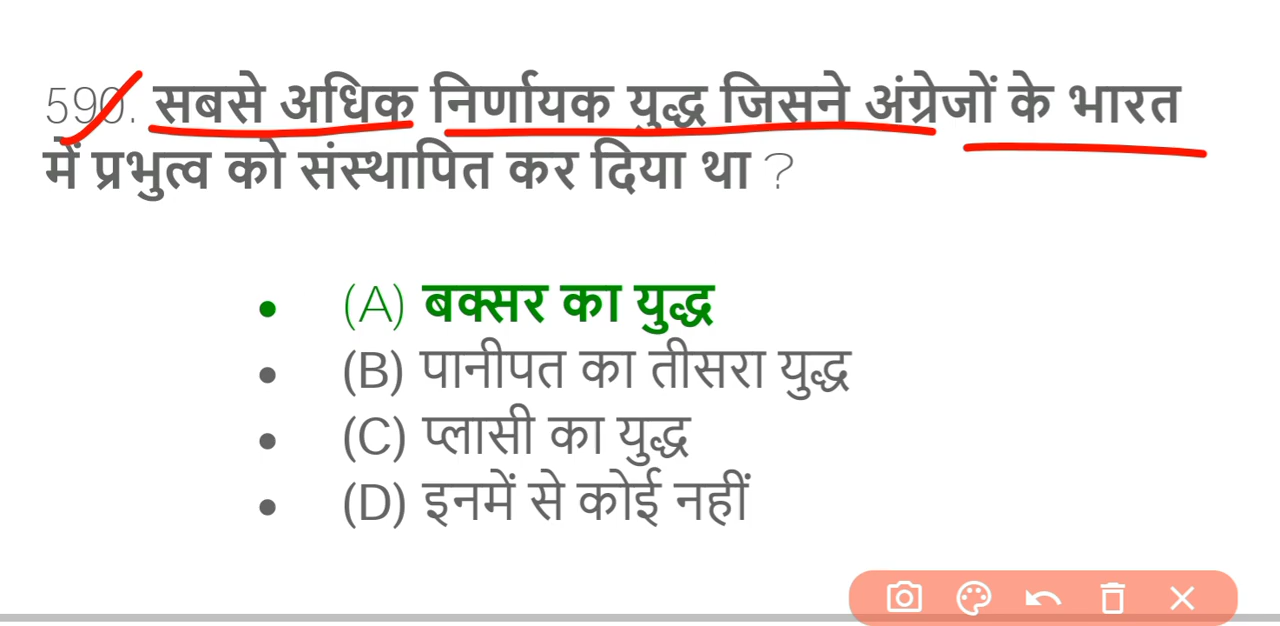 590. सबसे अधिक निर्णायक युद्ध जिसने अंग्रेजों के भारत
में प्रभुत्व को संस्थापित कर दिया था ?
• (A) बक्सर का युद्ध
• (B) पानीपत का तीसरा युद्ध
• (C) प्लासी का युद्ध
• (D) इनमें से कोई नहीं